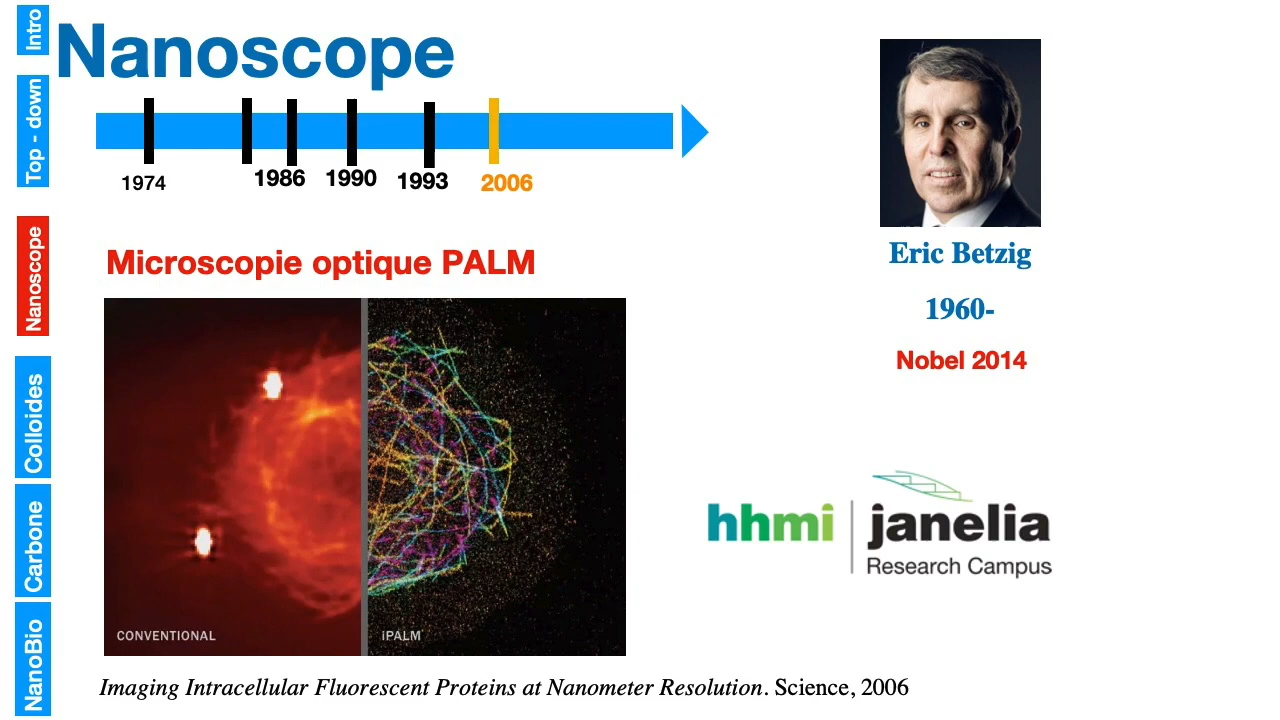 Intro
Top - down
Nanoscope
Colloides
Carbone
NanoBio
Nanoscope
1974
1986
1990
1993
2006
Microscopie optique PALM
CONVENTIONAL
iPALM
Imaging Intracellular Fluorescent Proteins at Nanometer Resolution. Science, 2006
Eric Betzig
1960-
Nobel 2014
hhmi
janelia
Research Campus